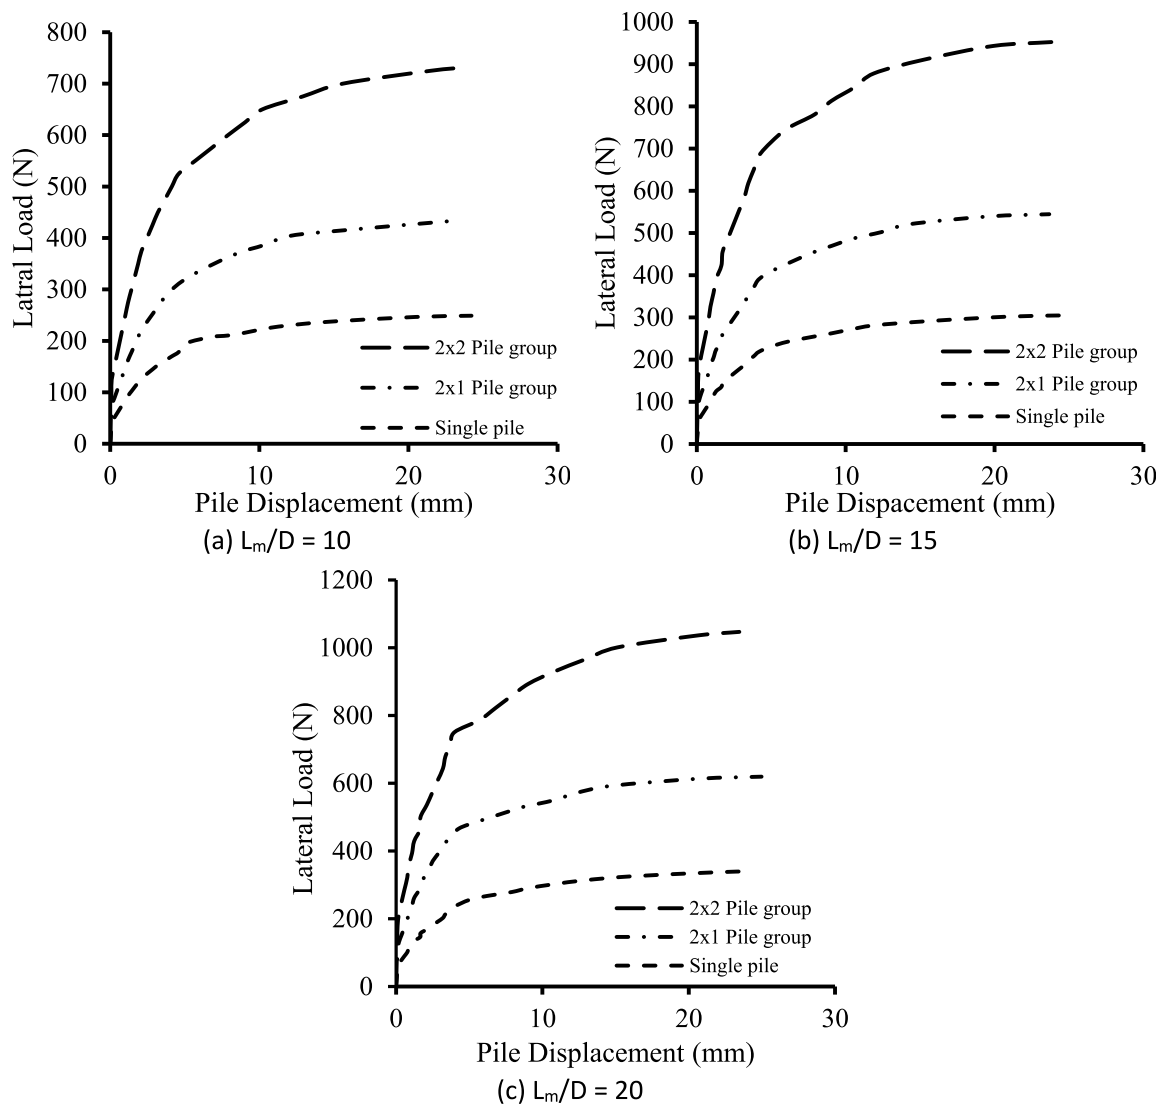 800
700
600
500
400
300
200
100
0
Latral Load (N)
2x2 Pile group
2x1 Pile group
Single pile
0 10 20 30
Pile Displacement (mm)
(a) Lₘ/D = 10
1000
900
800
700
600
500
400
300
200
100
0
Lateral Load (N)
2x2 Pile group
2x1 Pile group
Single pile
0 10 20 30
Pile Dispacement (mm)
(b) Lₘ/D = 15
1200
1000
800
600
400
200
0
Lateral Load (N)
2x2 Pile group
2x1 Pile group
Single pile
0 10 20 30
Pile Displacement (mm)
(c) Lₘ/D = 20